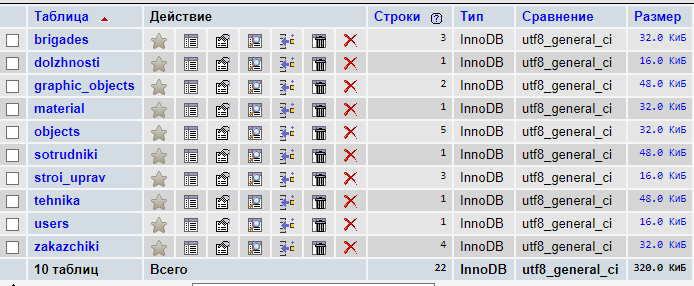 Таблица Действие Строки Тип Сравнение Размер
brigades 3 InnoDB utf8_general_ci 32.0 КиБ
dolzhnosti 1 InnoDB utf8_general_ci 16.0 КиБ
graphic_objects 2 InnoDB utf8_general_ci 48.0 КиБ
material 1 InnoDB utf8_general_ci 32.0 КиБ
objects 5 InnoDB utf8_general_ci 32.0 КиБ
sotrudniki 1 InnoDB utf8_general_ci 48.0 КиБ
stroi_uprav 3 InnoDB utf8_general_ci 16.0 КиБ
tehnika 1 InnoDB utf8_general_ci 48.0 КиБ
users 1 InnoDB utf8_general_ci 16.0 КиБ
zakazchiki 4 InnoDB utf8_general_ci 32.0 КиБ
10 таблиц Всего 22 InnoDB utf8_general_ci 320.0 КиБ